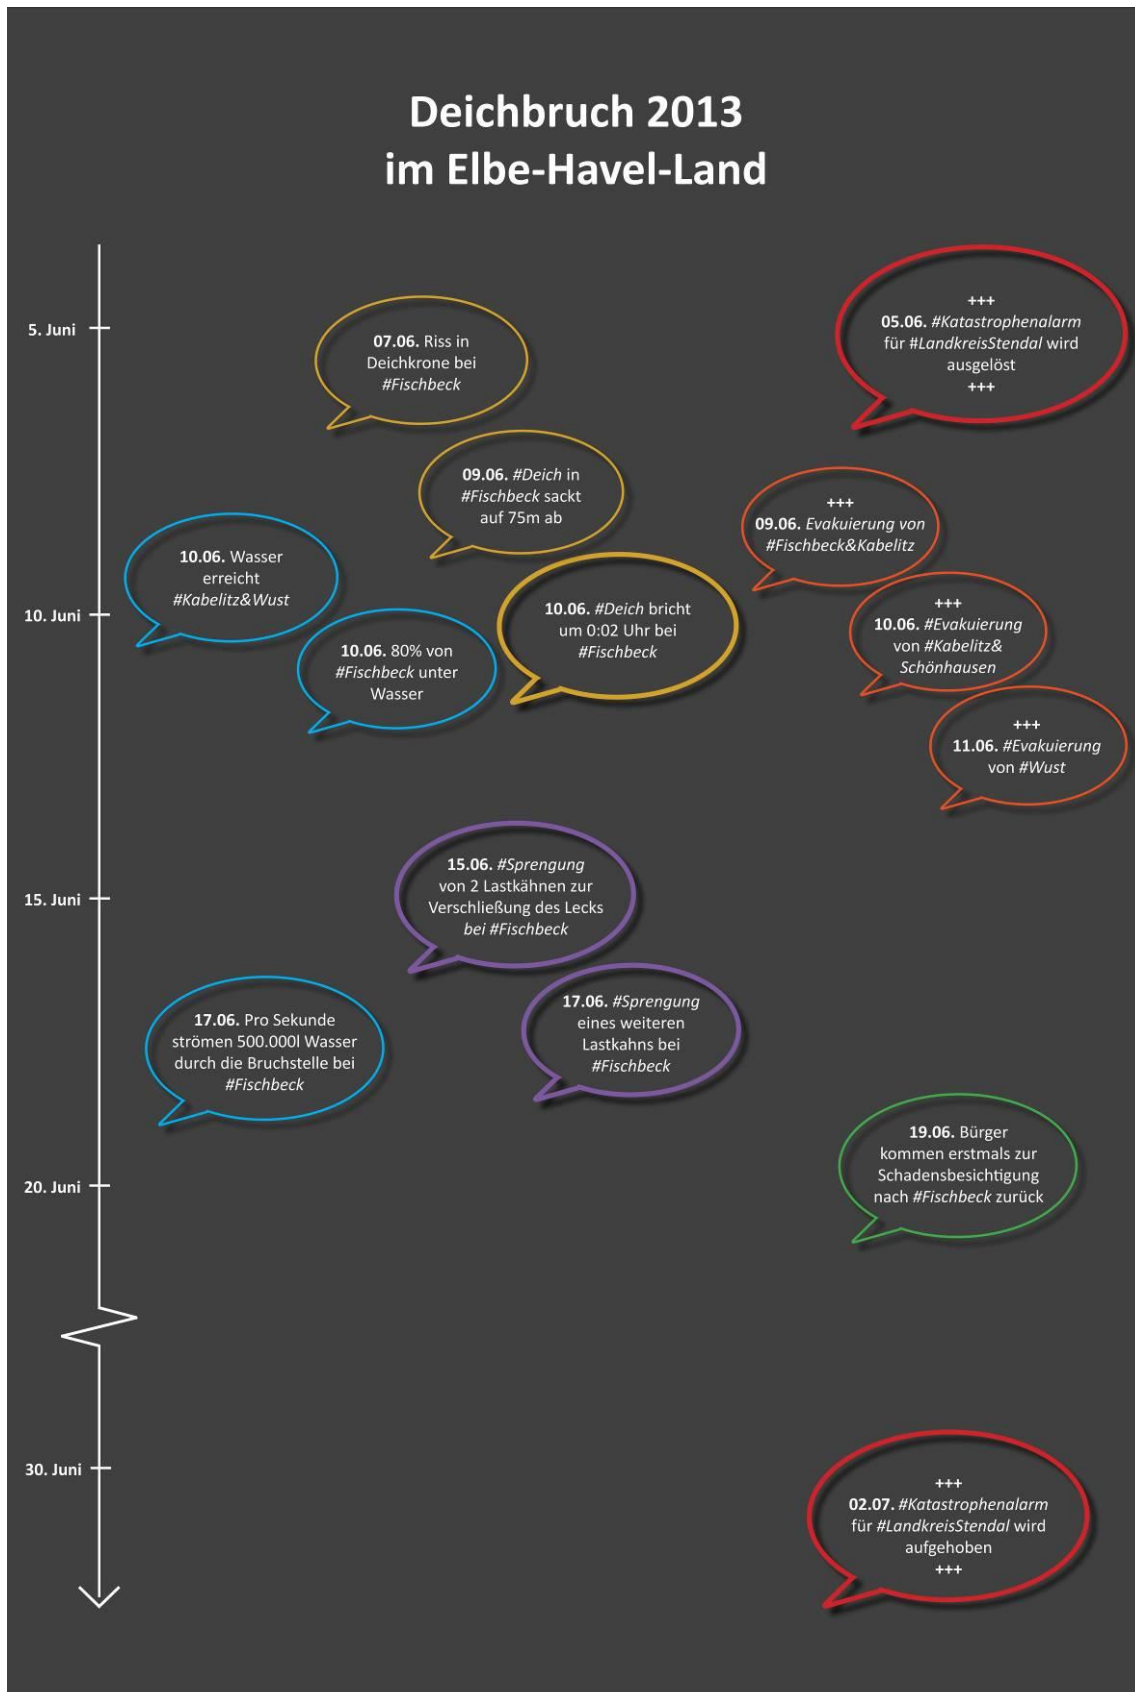 Deichbruch 2013
im Elbe-Havel-Land
5. Juni
+++
05.06. #Katastrophenalarm
für #LandkreisStendal wird
ausgelöst
+++
07.06. Riss in
Deichkrone bei
#Fischbeck
09.06. #Deich in
#Fischbeck sackt
auf 75m ab
+++
09.06. Evakuierung von
#Fischbeck&Kabelitz
10.06. Wasser
erreicht
#Kabelitz&Wust
10. Juni
10.06. #Deich bricht
um 0:02 Uhr bei
#Fischbeck
+++
10.06. #Evakuierung
von #Kabelitz&
Schönhausen
10.06. 80% von
#Fischbeck unter
Wasser
+++
11.06. #Evakuierung
von #Wust
15. Juni
15.06. #Sprengung
von 2 Lastkähnen zur
Verschließung des Lecks
bei #Fischbeck
17.06. #Sprengung
eines weiteren
Lastkahns bei
#Fischbeck
17.06. Pro Sekunde
strömen 500.000l Wasser
durch die Bruchstelle bei
#Fischbeck
19.06. Bürger
kommen erstmals zur
Schadensbesichtigung
nach #Fischbeck zurück
20. Juni
30. Juni
+++
02.07. #Katastrophenalarm
für #LandkreisStendal wird
aufgehoben
+++